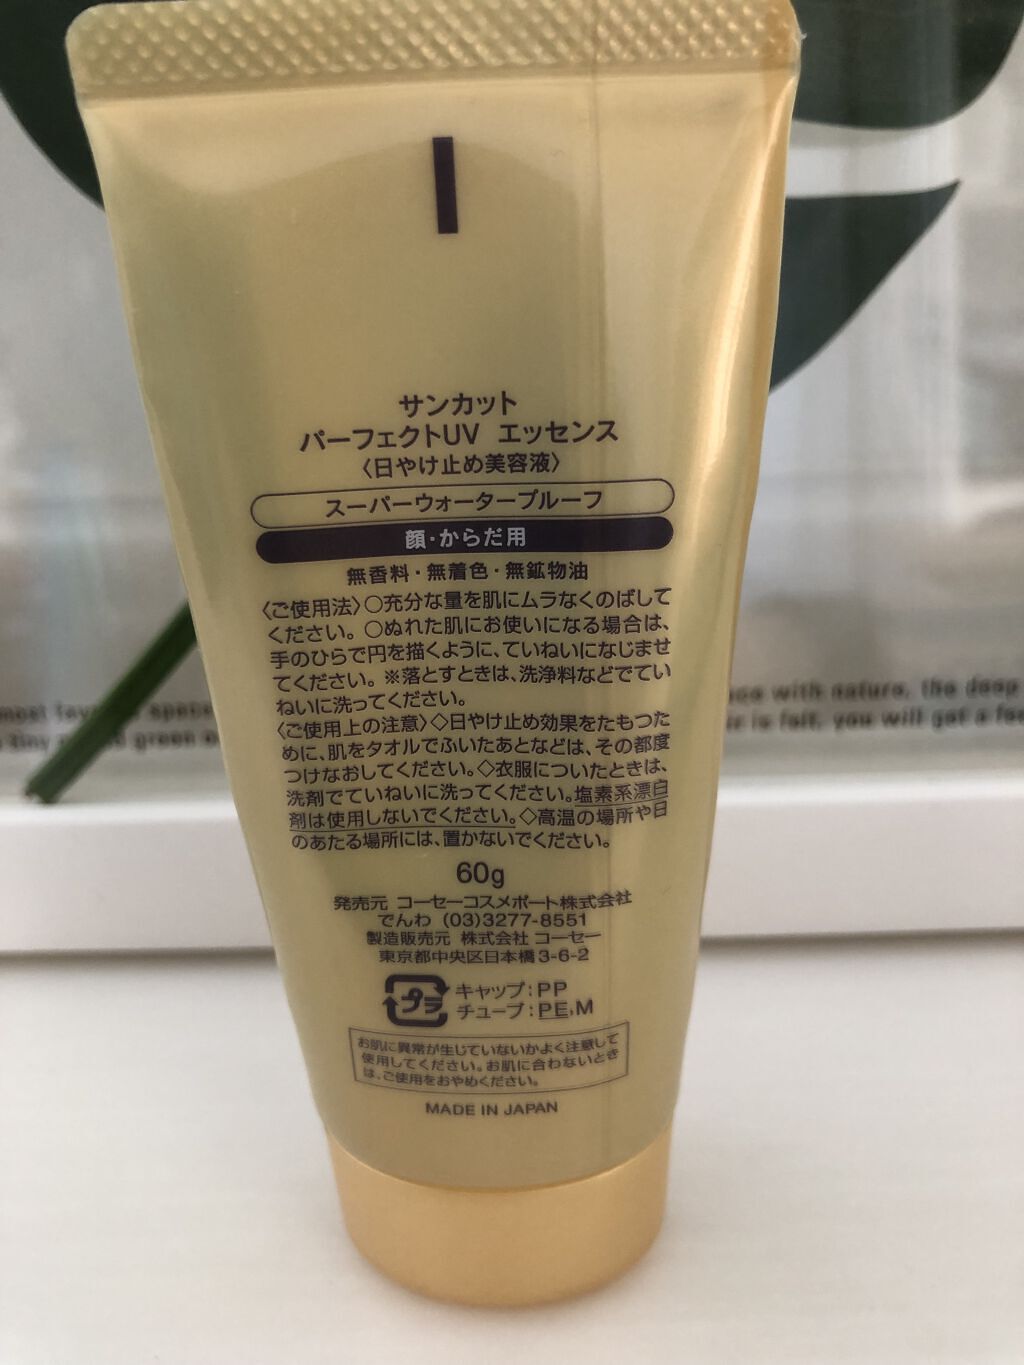 サンカット
パーフェクトUV エッセンス
〈日やけ止め美容液〉
スーパーウォータープルーフ
顔・からだ用
無香料・無着色・無鉱物油
〈ご使用法〉○充分な量を肌にムラなくのばして
ください。○ぬれた肌にお使いになる場合は、
手のひらで円を描くように、ていねいになじませ
てください。※落とすときは、洗浄料などでてい
ねいに洗ってください。
〈ご使用上の注意〉◇日やけ止め効果をたもつた
めに、肌をタオルでふいたあとなどは、その都度
つけなおしてください。◇衣服についたときは、
洗剤でていねいに洗ってください。塩素系漂白
剤は使用しないでください。◇高温の場所や日
のあたる場所には、置かないでください。
60g
発売元 コーセーコスメポート株式会社
でんわ (03)3277-8551
製造販売元 株式会社 コーセー
東京都中央区日本橋3-6-2
プラ
キャップ:PP
チューブ:PE,M
お肌に異常が生じていないかよく注意して
使用してください。お肌に合わないとき
は、ご使用をおやめください。
MADE IN JAPAN
with nature, the deep
is felt, you will get a
most
tiny
green